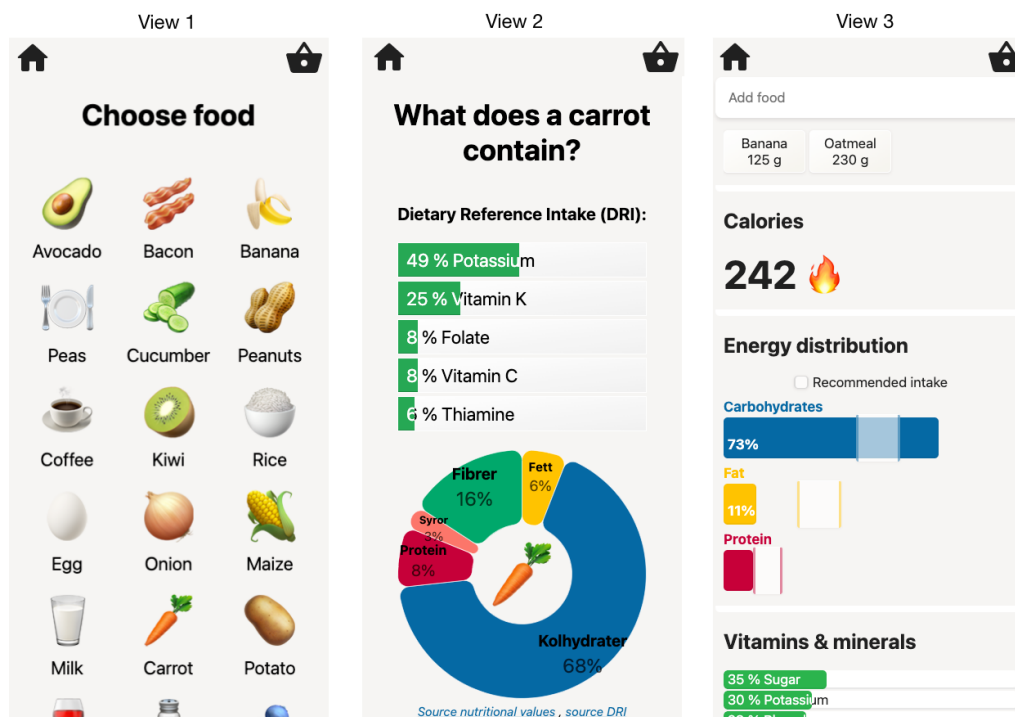 View 1
Choose food
Avocado Bacon Banana
Peas Cucumber Peanuts
Coffee Kiwi Rice
Egg Onion Maize
Milk Carrot Potato
View 2
What does a carrot
contain?
Dietary Reference Intake (DRI):
49 % Potassium
25 % Vitamin K
8 % Folate
8 % Vitamin C
6 % Thiamine
Fibrer
16%
Fett
6%
Syror
3%
Protein
8%
Kolhydrater
68%
Source nutritional values , source DRI
View 3
Add food
Banana
125 g
Oatmeal
230 g
Calories
242
Energy distribution
Recommended intake
Carbohydrates
73%
Fat
11%
Protein
Vitamins & minerals
35 % Sugar
30 % Potassium